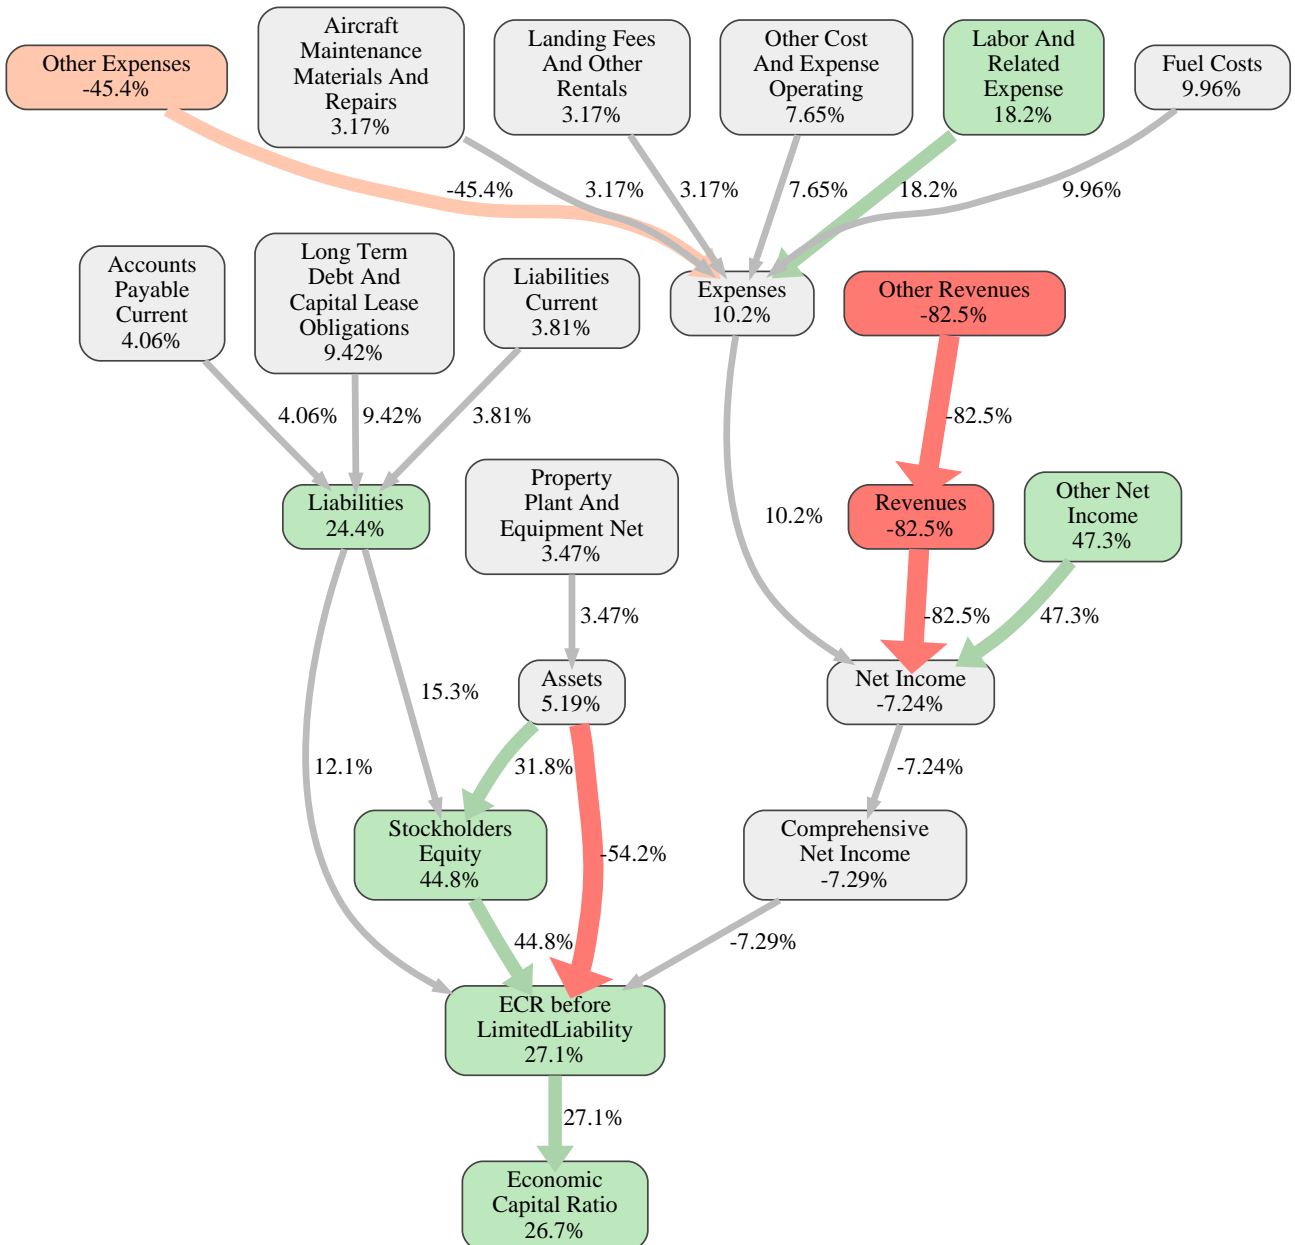 Other Expenses
-45.4%
Aircraft
Maintenance
Materials And
Repairs
3.17%
Landing Fees
And Other
Rentals
3.17%
Other Cost
And Expense
Operating
7.65%
Labor And
Related
Expense
18.2%
Fuel Costs
9.96%
-45.4%
3.17%
3.17%
7.65%
18.2%
9.96%
Accounts
Payable
Current
4.06%
Long Term
Debt And
Capital Lease
Obligations
9.42%
Liabilities
Current
3.81%
Expenses
10.2%
Other Revenues
-82.5%
4.06%
9.42%
3.81%
-82.5%
Liabilities
24.4%
Property
Plant And
Equipment Net
3.47%
10.2%
Revenues
-82.5%
Other Net
Income
47.3%
3.47%
-82.5%
47.3%
15.3%
Assets
5.19%
Net Income
-7.24%
12.1%
31.8%
-54.2%
-7.24%
Stockholders
Equity
44.8%
Comprehensive
Net Income
-7.29%
44.8%
-7.29%
ECR before
LimitedLiability
27.1%
27.1%
Economic
Capital Ratio
26.7%